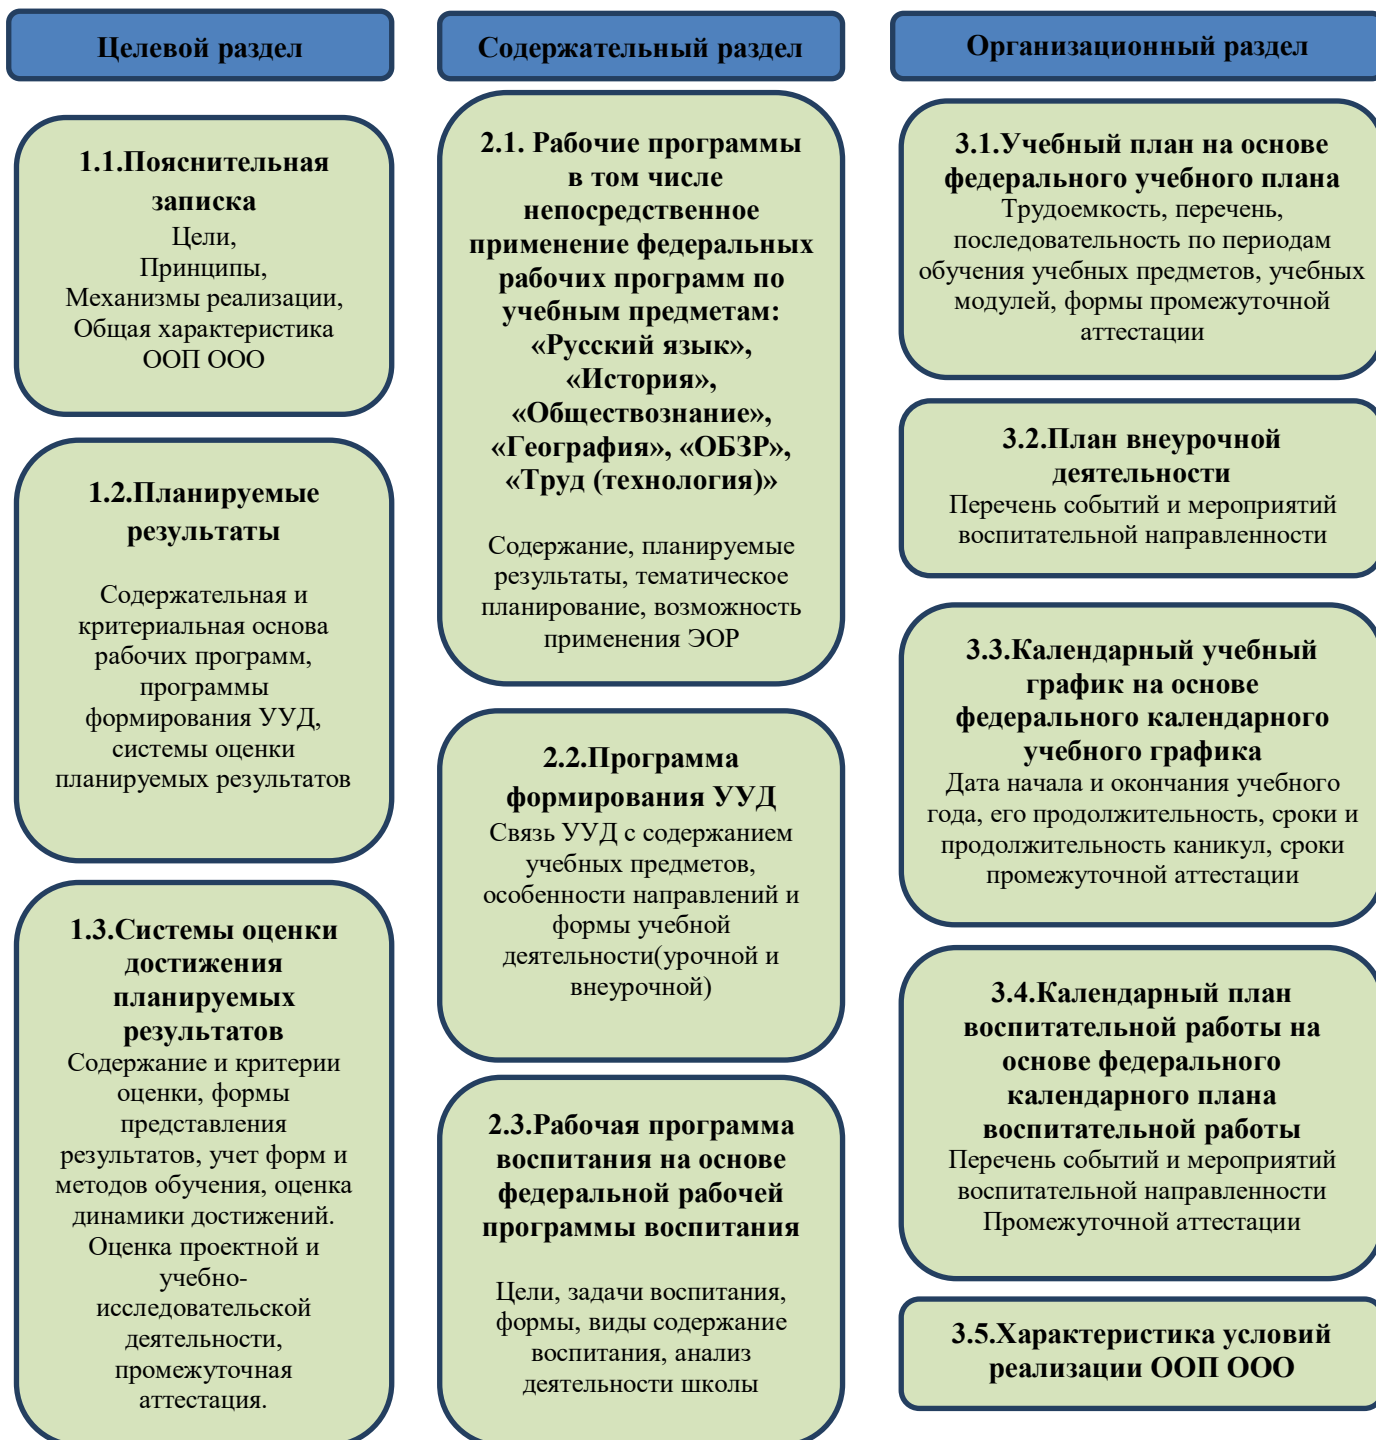 Целевой раздел
1.1.Пояснительная
записка
Цели,
Принципы,
Механизмы реализации,
Общая характеристика
ООП ООО
1.2.Планируемые
результаты
Содержательная и
критериальная основа
рабочих программ,
программы
формирования УУД,
системы оценки
планируемых результатов
1.3.Системы оценки
достижения
планируемых
результатов
Содержание и критерии
оценки, формы
представления
результатов, учет форм и
методов обучения, оценка
динамики достижений.
Оценка проектной и
учебно-
исследовательской
деятельности,
промежуточная
аттестация.
Содержательный раздел
2.1. Рабочие программы
в том числе
непосредственное
применение федеральных
рабочих программ по
учебным предметам:
«Русский язык»,
«История»,
«Обществознание»,
«География», «ОБЗР»,
«Труд (технология)»
Содержание, планируемые
результаты, тематическое
планирование, возможность
применения ЭОР
2.2.Программа
формирования УУД
Связь УУД с содержанием
учебных предметов,
особенности направлений и
формы учебной
деятельности(урочной и
внеурочной)
2.3.Рабочая программа
воспитания на основе
федеральной рабочей
программы воспитания
Цели, задачи воспитания,
формы, виды содержание
воспитания, анализ
деятельности школы
Организационный раздел
3.1.Учебный план на основе
федерального учебного плана
Трудоемкость, перечень,
последовательность по периодам
обучения учебных предметов, учебных
модулей, формы промежуточной
аттестации
3.2.План внеурочной
деятельности
Перечень событий и мероприятий
воспитательной направленности
3.3.Календарный учебный
график на основе
федерального календарного
учебного графика
Дата начала и окончания учебного
года, его продолжительность, сроки и
продолжительность каникул, сроки
промежуточной аттестации
3.4.Календарный план
воспитательной работы на
основе федерального
календарного плана
воспитательной работы
Перечень событий и мероприятий
воспитательной направленности
Промежуточной аттестации
3.5.Характеристика условий
реализации ООП ООО